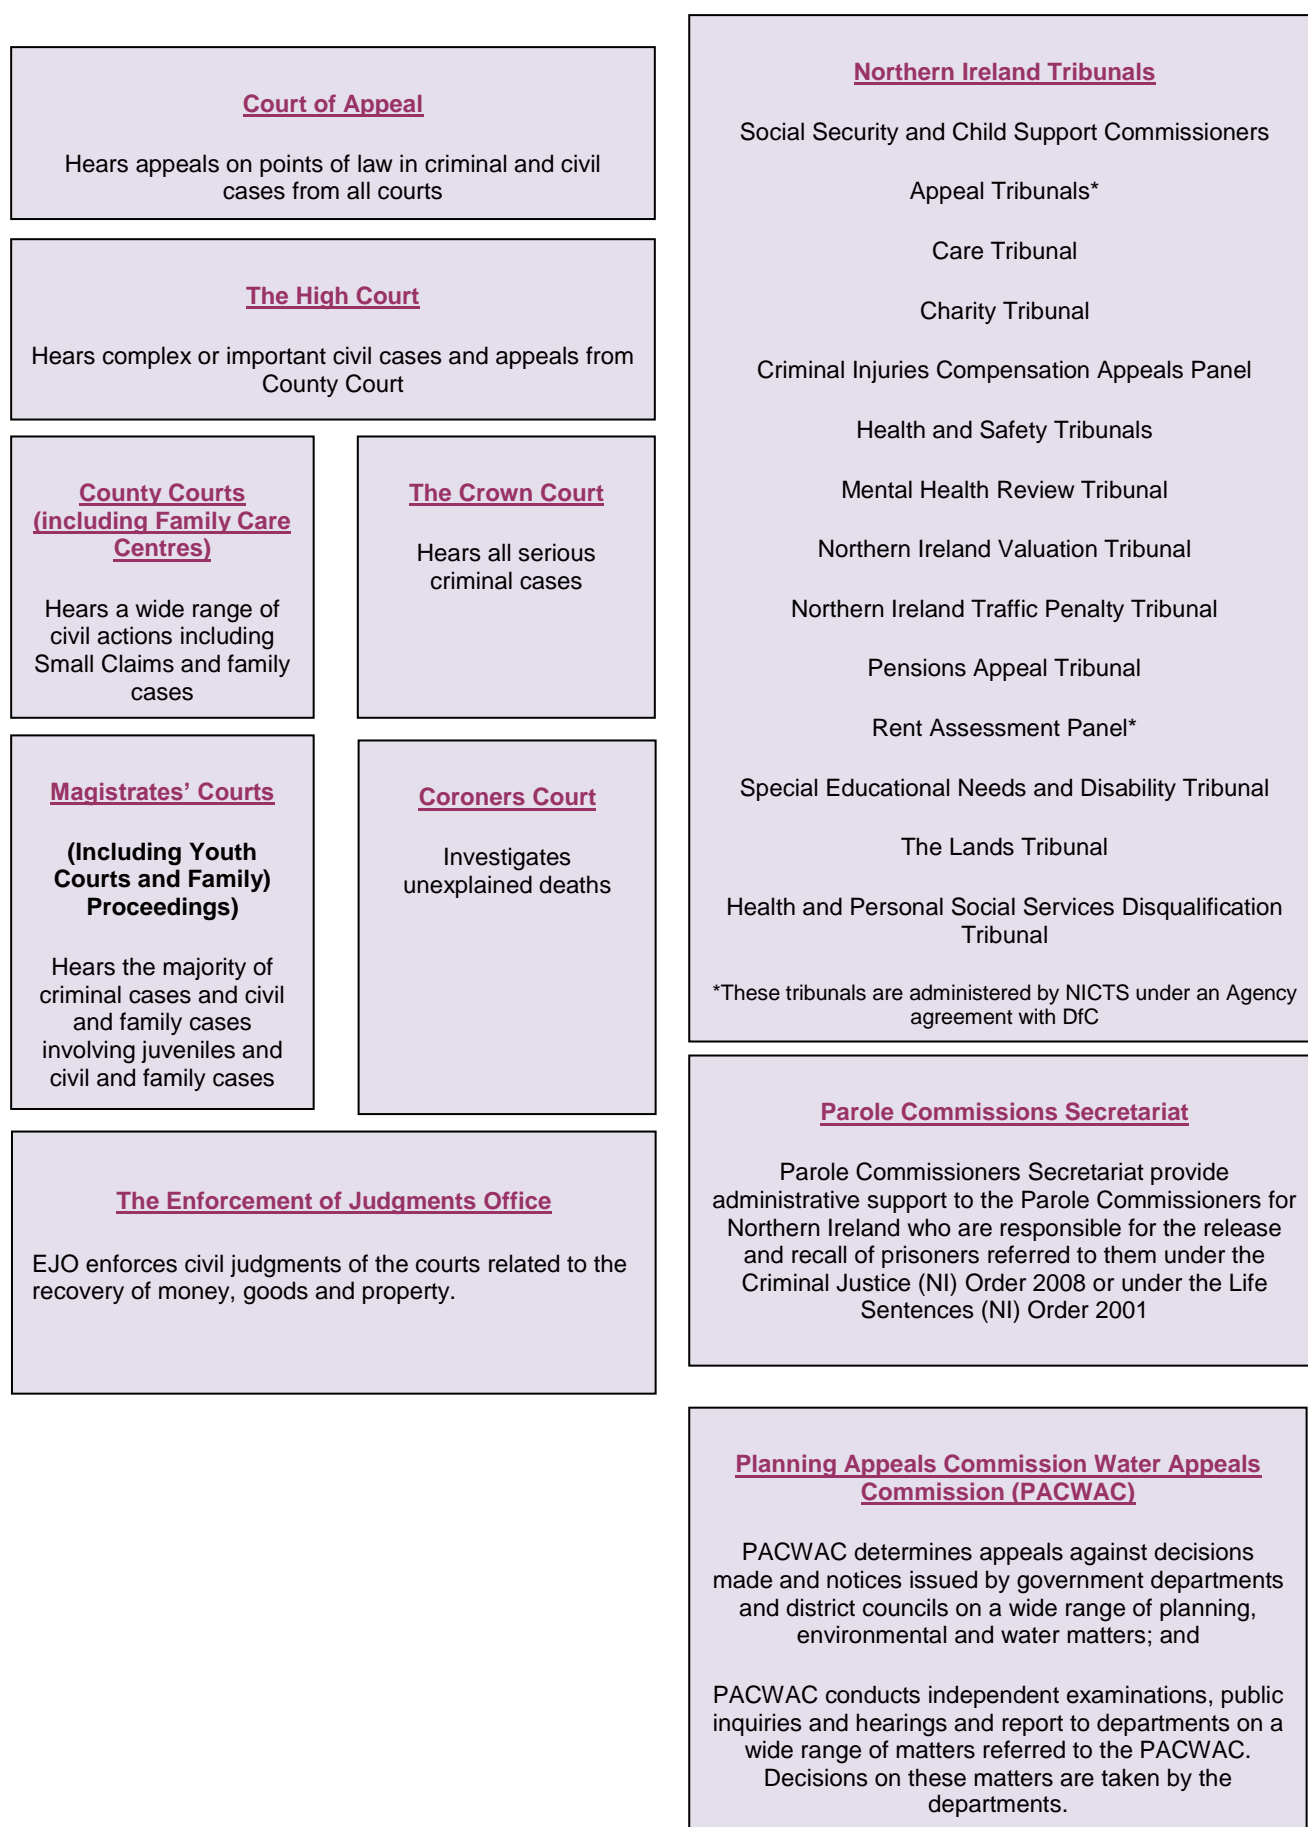 Court of Appeal
Hears appeals on points of law in criminal and civil
cases from all courts
The High Court
Hears complex or important civil cases and appeals from
County Court
County Courts
(including Family Care
Centres)
Hears a wide range of
civil actions including
Small Claims and family
cases
The Crown Court
Hears all serious
criminal cases
Magistrates’ Courts
(Including Youth
Courts and Family)
Proceedings)
Hears the majority of
criminal cases and civil
and family cases
involving juveniles and
civil and family cases
Coroners Court
Investigates
unexplained deaths
The Enforcement of Judgments Office
EJO enforces civil judgments of the courts related to the
recovery of money, goods and property.
Northern Ireland Tribunals
Social Security and Child Support Commissioners
Appeal Tribunals*
Care Tribunal
Charity Tribunal
Criminal Injuries Compensation Appeals Panel
Health and Safety Tribunals
Mental Health Review Tribunal
Northern Ireland Valuation Tribunal
Northern Ireland Traffic Penalty Tribunal
Pensions Appeal Tribunal
Rent Assessment Panel*
Special Educational Needs and Disability Tribunal
The Lands Tribunal
Health and Personal Social Services Disqualification
Tribunal
*These tribunals are administered by NICTS under an Agency
agreement with DfC
Parole Commissions Secretariat
Parole Commissioners Secretariat provide
administrative support to the Parole Commissioners for
Northern Ireland who are responsible for the release
and recall of prisoners referred to them under the
Criminal Justice (NI) Order 2008 or under the Life
Sentences (NI) Order 2001
Planning Appeals Commission Water Appeals
Commission (PACWAC)
PACWAC determines appeals against decisions
made and notices issued by government departments
and district councils on a wide range of planning,
environmental and water matters; and
PACWAC conducts independent examinations, public
inquiries and hearings and report to departments on a
wide range of matters referred to the PACWAC.
Decisions on these matters are taken by the
departments.